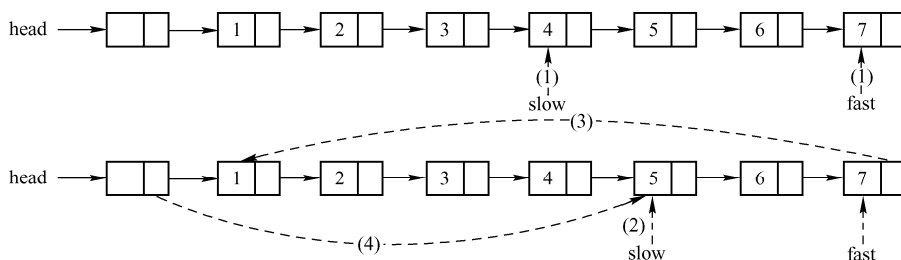 head 1 2 3 4 5 6 7
(1) (1)
slow fast
(3)
head 1 2 3 4 5 6 7
(4) (2)
slow fast